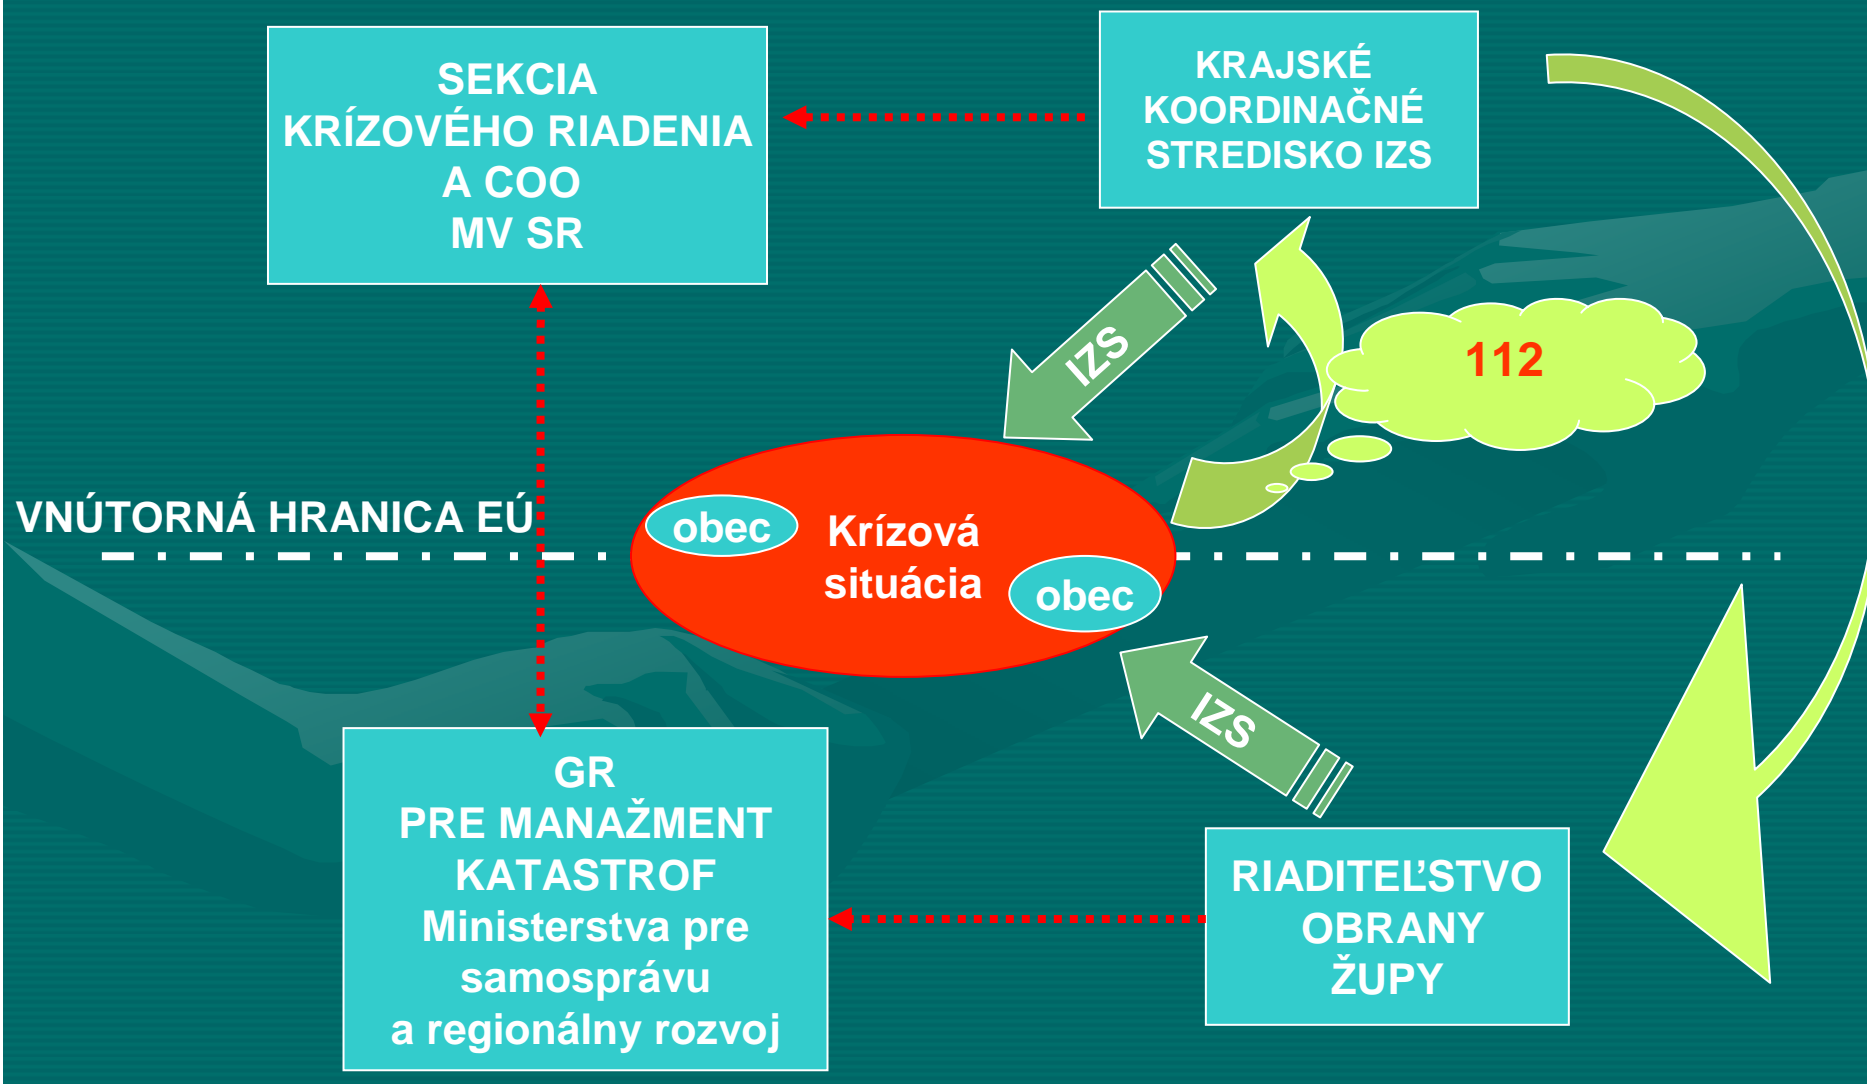 SEKCIA
KRÍZOVÉHO RIADENIA
A COO
MV SR
KRAJSKÉ
KOORDINAČNÉ
STREDISKO IZS
IZS
112
VNÚTORNÁ HRANICA EÚ
obec
Krízová
situácia
obec
IZS
GR
PRE MANAŽMENT
KATASTROF
Ministerstva pre
samosprávu
a regionálny rozvoj
RIADITEĽSTVO
OBRANY
ŽUPY